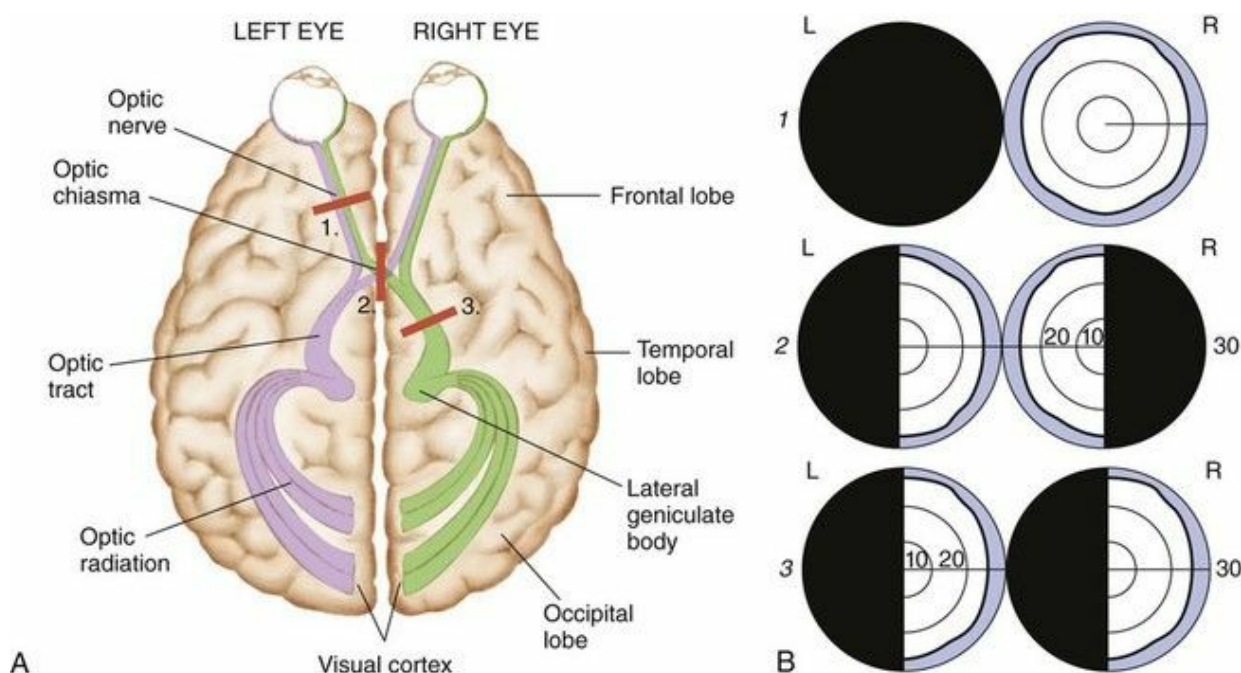 LEFT EYE
RIGHT EYE
Optic
nerve
Optic
chiasma
1.
2.
3.
Frontal lobe
Temporal
lobe
Optic
tract
Optic
radiation
Lateral
geniculate
body
Occipital
lobe
Visual cortex
A
L
R
1
L
R
2
20
10
30
L
R
3
10
20
30
B